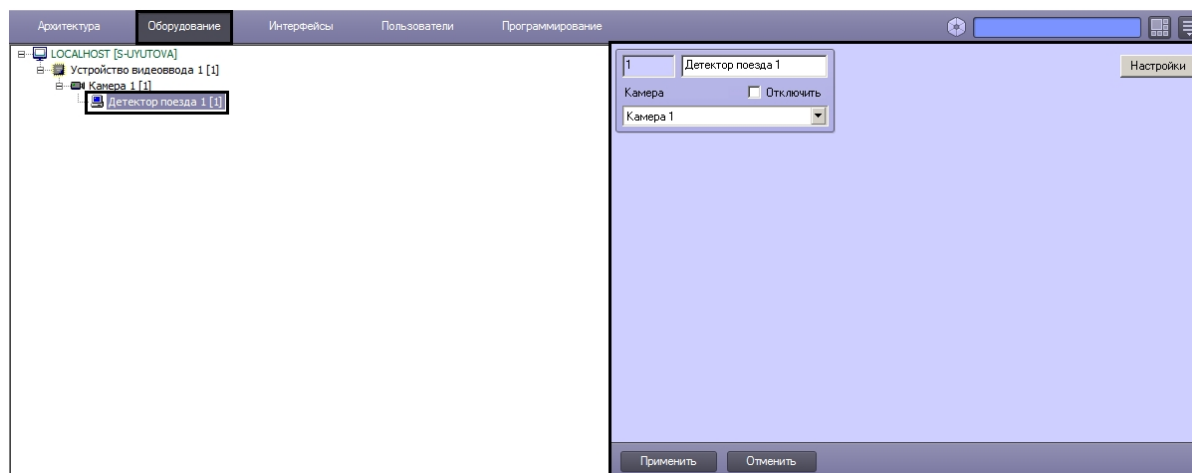 Архитектура Оборудование Интерфейсы Пользователи Программирование
LOCALHOST [S-UYUTOVA]
Устройство видеоввода 1 [1]
Камера 1 [1]
Детектор поезда 1 [1]
1 Детектор поезда 1
Настройки
Камера Отключить
Камера 1
Применить Отменить